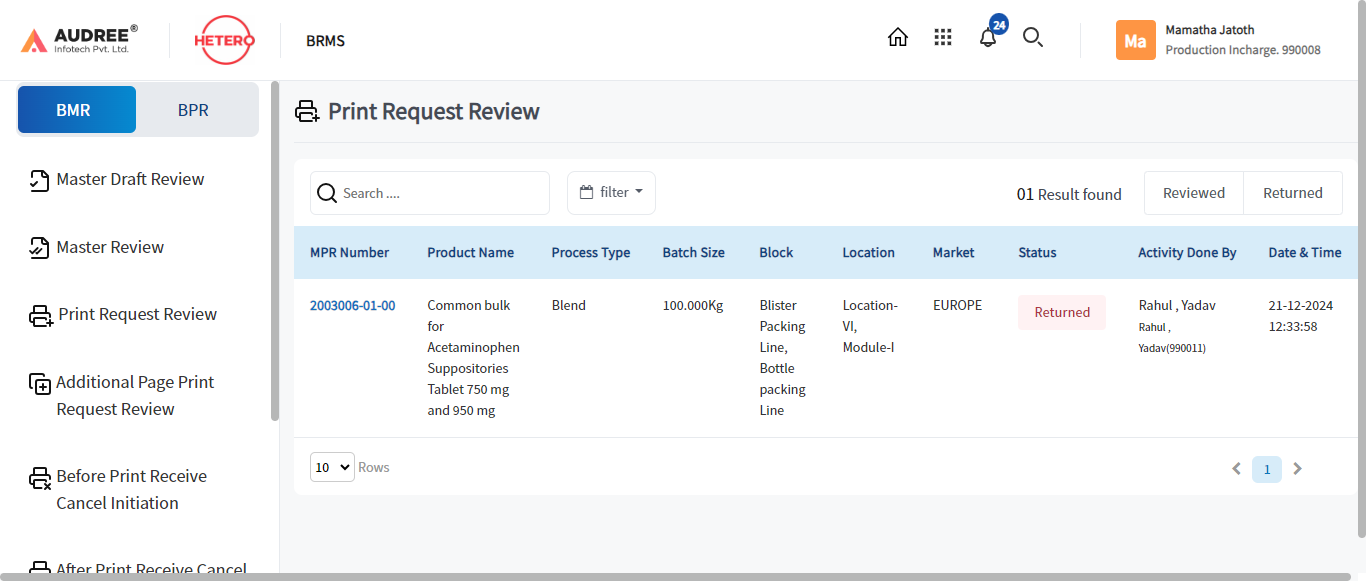 AUDREE®
Infotech Pvt. Ltd.
HETERO
BRMS
24
Ma
Mamatha Jatoth
Production Incharge. 990008
BMR
BPR
Master Draft Review
Master Review
Print Request Review
Additional Page Print
Request Review
Before Print Receive
Cancel Initiation
After Print Receive Cancel
Print Request Review
Search ....
filter
01 Result found
Reviewed
Returned
MPR Number Product Name Process Type Batch Size Block Location Market Status Activity Done By Date & Time
2003006-01-00 Common bulk Blend 100.000Kg Blister Location- EUROPE Returned Rahul , Yadav 21-12-2024
for Packing VI, Rahul , 12:33:58
Acetaminophen Line, Module-I Yadav(990011)
Suppositories Bottle
Tablet 750 mg packing
and 950 mg Line
10 Rows
1